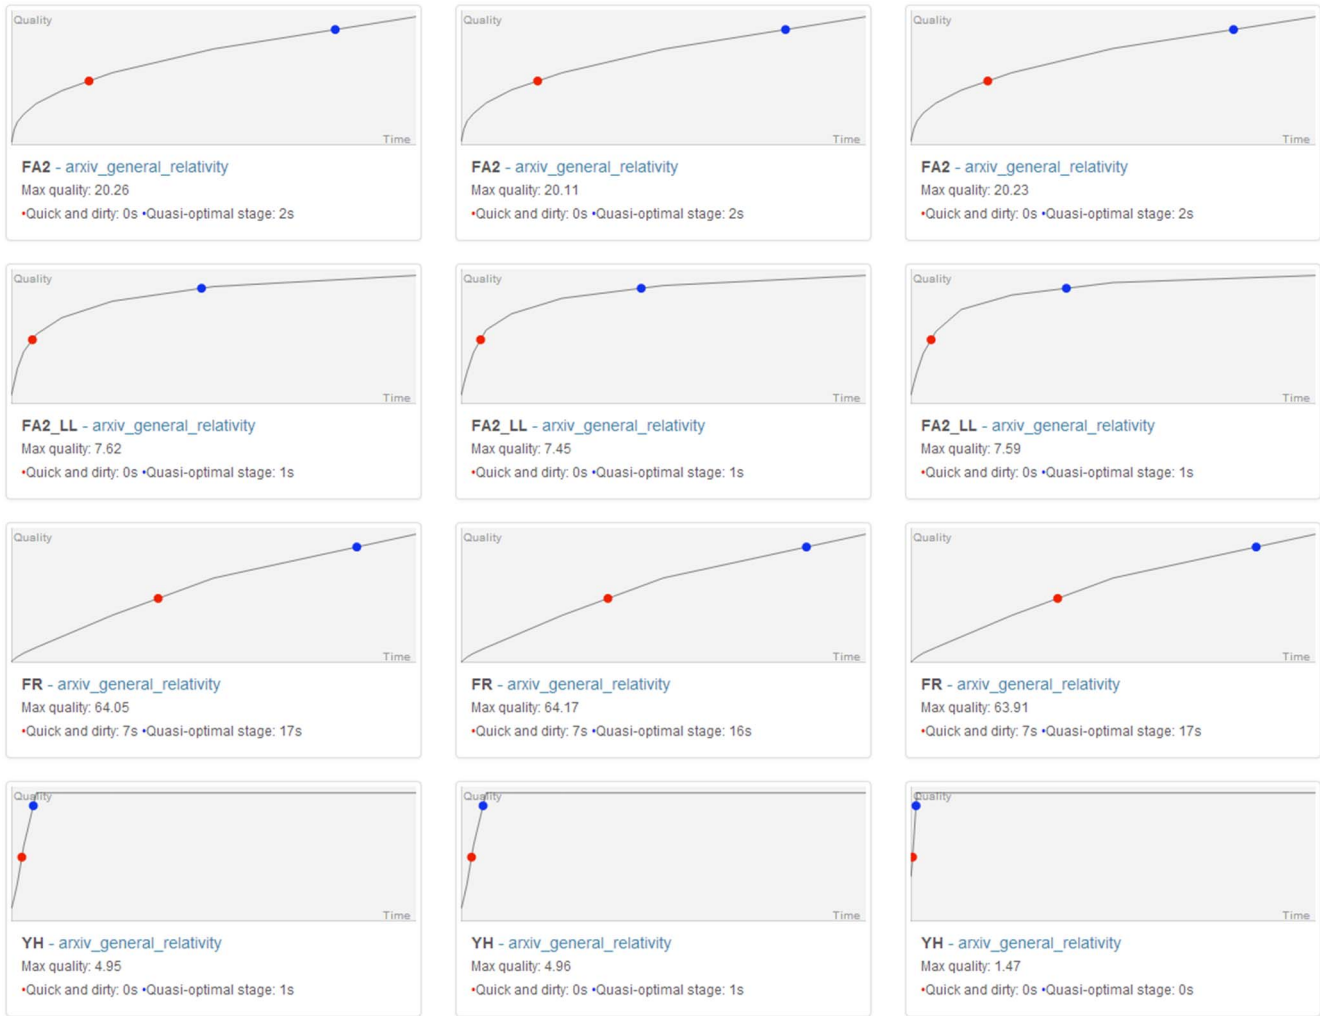 Quality
Time
FA2 - arxiv_general_relativity
Max quality: 20.26
•Quick and dirty: 0s •Quasi-optimal stage: 2s
Quality
Time
FA2 - arxiv_general_relativity
Max quality: 20.11
•Quick and dirty: 0s •Quasi-optimal stage: 2s
Quality
Time
FA2 - arxiv_general_relativity
Max quality: 20.23
•Quick and dirty: 0s •Quasi-optimal stage: 2s
Quality
Time
FA2_LL - arxiv_general_relativity
Max quality: 7.62
•Quick and dirty: 0s •Quasi-optimal stage: 1s
Quality
Time
FA2_LL - arxiv_general_relativity
Max quality: 7.45
•Quick and dirty: 0s •Quasi-optimal stage: 1s
Quality
Time
FA2_LL - arxiv_general_relativity
Max quality: 7.59
•Quick and dirty: 0s •Quasi-optimal stage: 1s
Quality
Time
FR - arxiv_general_relativity
Max quality: 64.05
•Quick and dirty: 7s •Quasi-optimal stage: 17s
Quality
Time
FR - arxiv_general_relativity
Max quality: 64.17
•Quick and dirty: 7s •Quasi-optimal stage: 16s
Quality
Time
FR - arxiv_general_relativity
Max quality: 63.91
•Quick and dirty: 7s •Quasi-optimal stage: 17s
Quality
Time
YH - arxiv_general_relativity
Max quality: 4.95
•Quick and dirty: 0s •Quasi-optimal stage: 1s
Quality
Time
YH - arxiv_general_relativity
Max quality: 4.96
•Quick and dirty: 0s •Quasi-optimal stage: 1s
Quality
Time
YH - arxiv_general_relativity
Max quality: 1.47
•Quick and dirty: 0s •Quasi-optimal stage: 0s